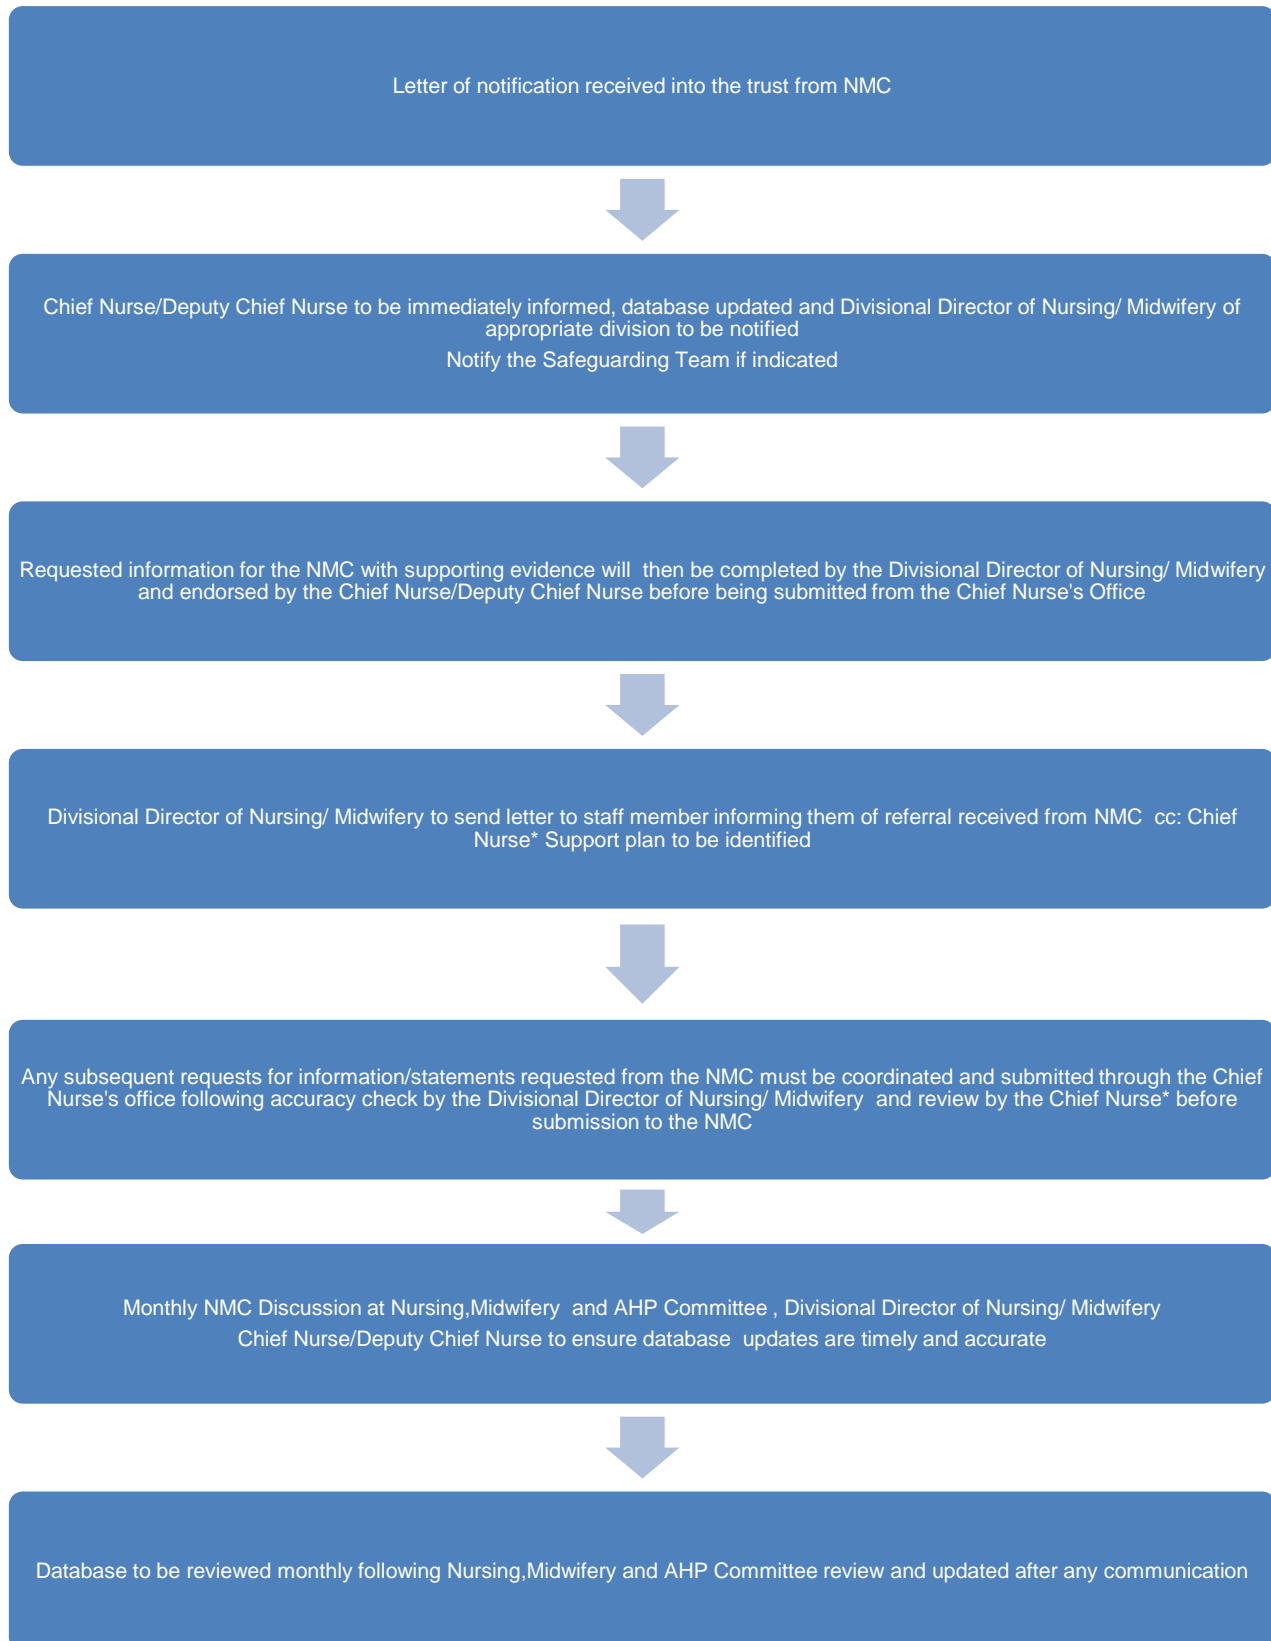 Letter of notification received into the trust from NMC
Chief Nurse/Deputy Chief Nurse to be immediately informed, database updated and Divisional Director of Nursing/ Midwifery of
appropriate division to be notified
Notify the Safeguarding Team if indicated
Requested information for the NMC with supporting evidence will  then be completed by the Divisional Director of Nursing/ Midwifery
and endorsed by the Chief Nurse/Deputy Chief Nurse before being submitted from the Chief Nurse's Office
Divisional Director of Nursing/ Midwifery to send letter to staff member informing them of referral received from NMC  cc: Chief
Nurse* Support plan to be identified
Any subsequent requests for information/statements requested from the NMC must be coordinated and submitted through the Chief
Nurse's office following accuracy check by the Divisional Director of Nursing/ Midwifery  and review by the Chief Nurse* before
submission to the NMC
Monthly NMC Discussion at Nursing,Midwifery  and AHP Committee , Divisional Director of Nursing/ Midwifery
Chief Nurse/Deputy Chief Nurse to ensure database  updates are timely and accurate
Database to be reviewed monthly following Nursing,Midwifery and AHP Committee review and updated after any communication